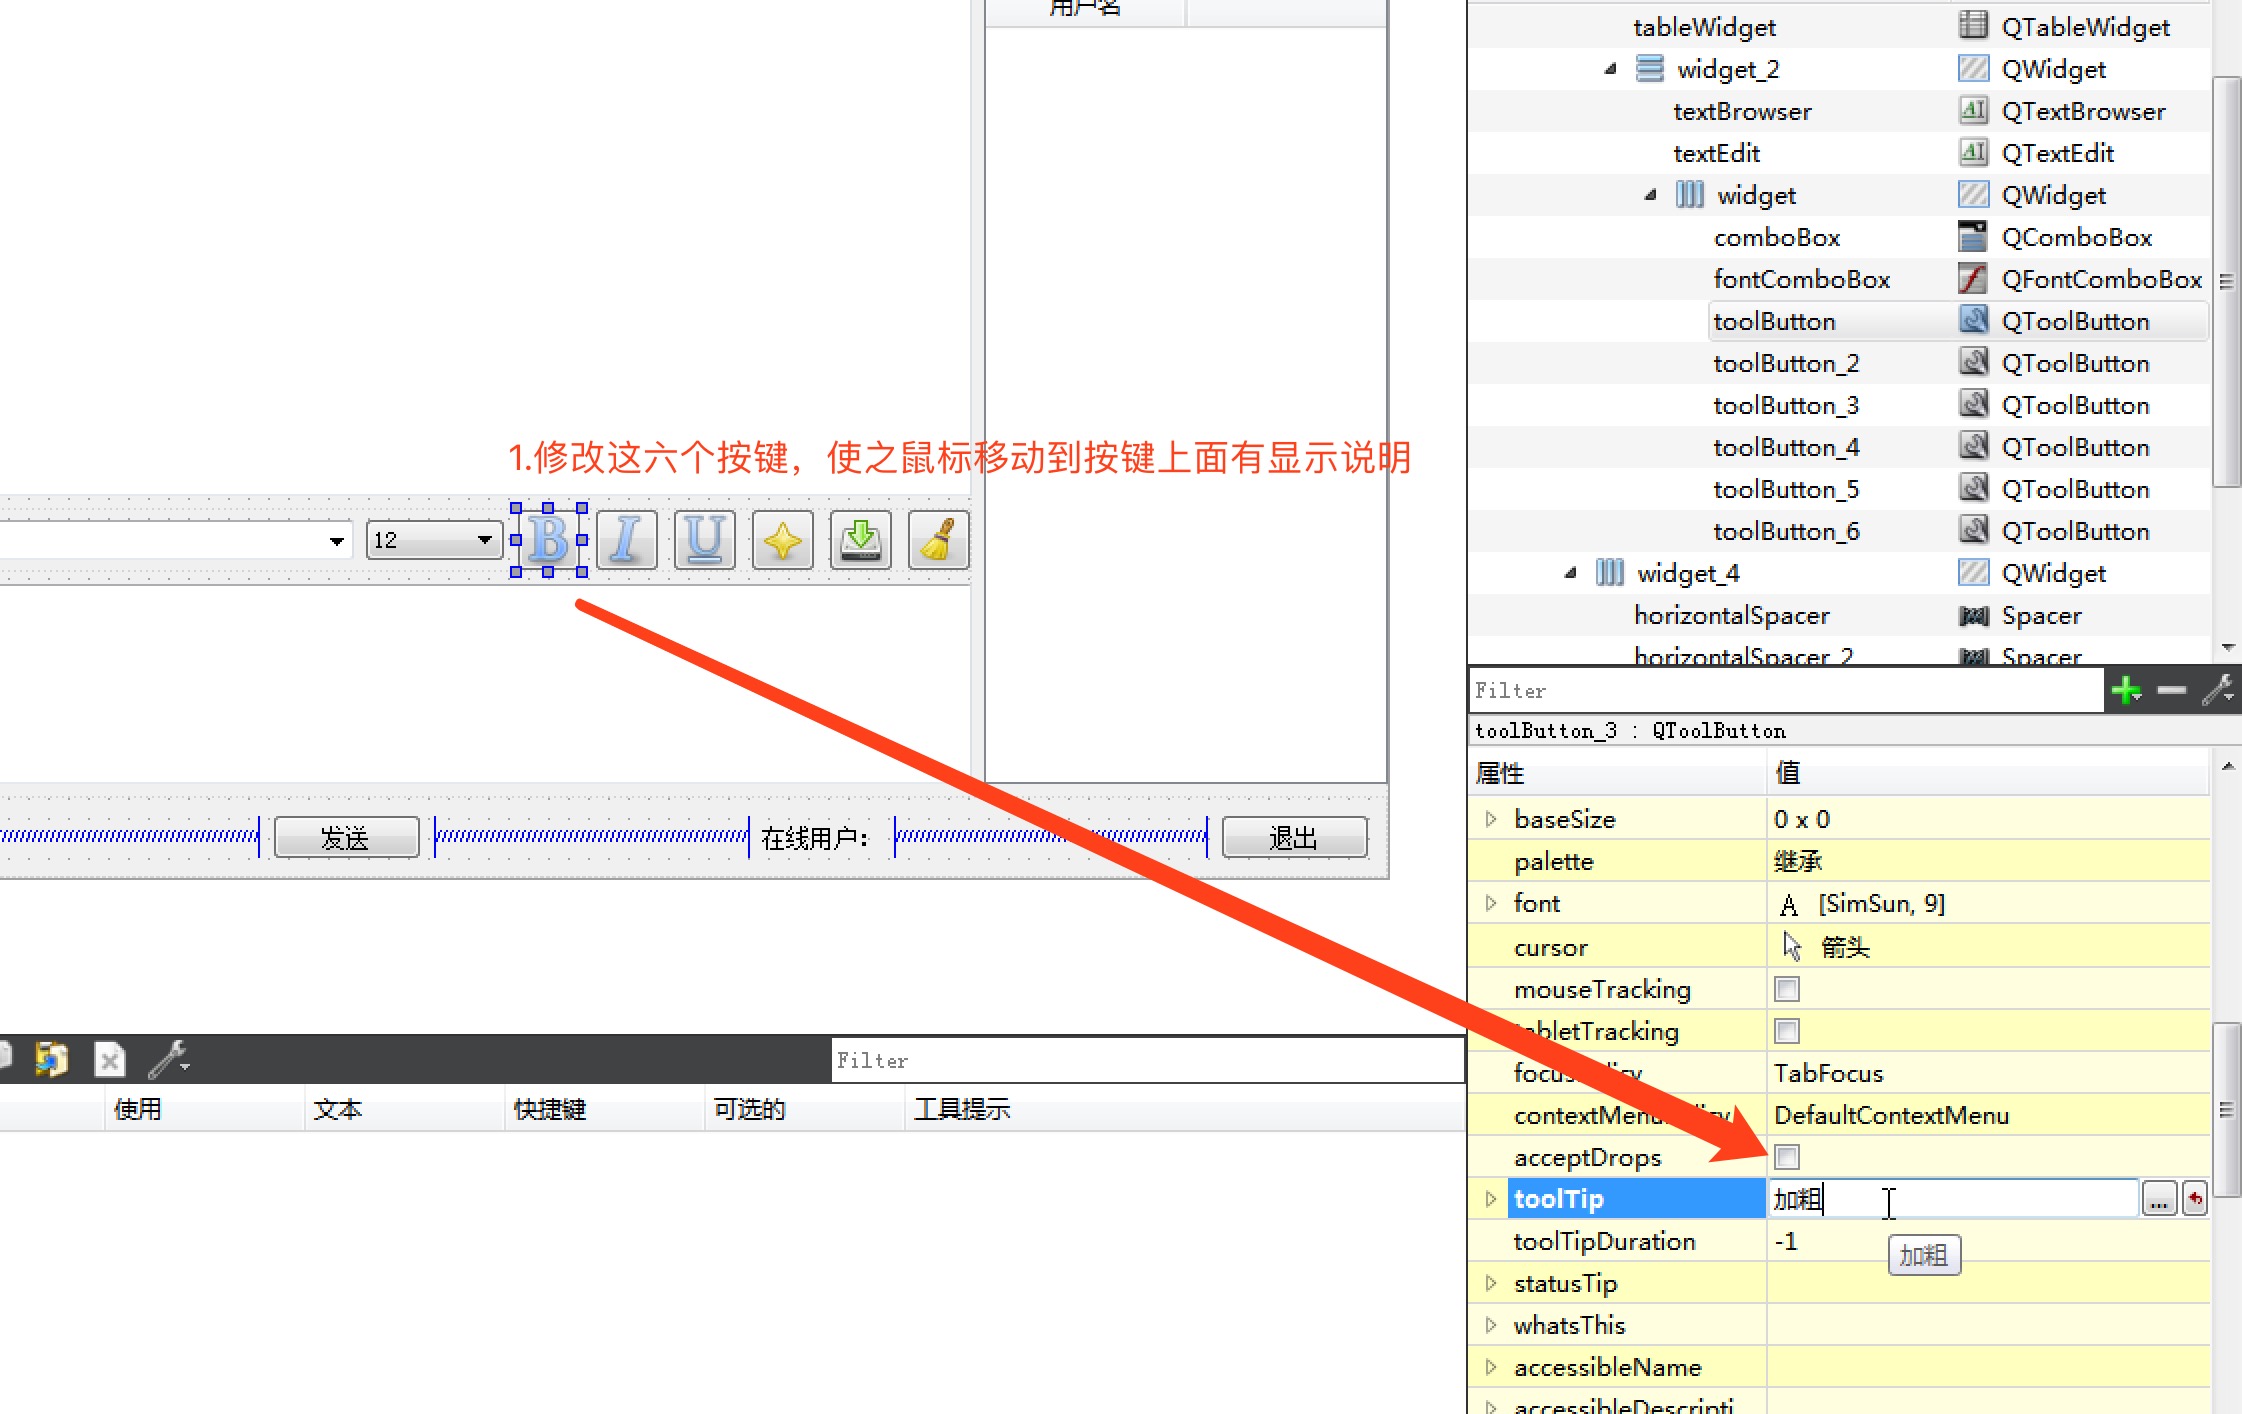 用户名
1.修改这六个按键，使之鼠标移动到按键上面有显示说明
12
B
I
U
发送
在线用户：
退出
Filter
使用
文本
快捷键
可选的
工具提示
tableWidget QTableWidget
widget_2 QWidget
textBrowser QTextBrowser
textEdit QTextEdit
widget QWidget
comboBox QComboBox
fontComboBox QFontComboBox
toolButton QToolButton
toolButton_2 QToolButton
toolButton_3 QToolButton
toolButton_4 QToolButton
toolButton_5 QToolButton
toolButton_6 QToolButton
widget_4 QWidget
horizontalSpacer Spacer
horizontalSpacer_2 Spacer
Filter
toolButton_3 : QToolButton
属性 值
baseSize 0 x 0
palette 继承
font A [SimSun, 9]
cursor 箭头
mouseTracking
tabletTracking
focusPolicy TabFocus
contextMenuPolicy DefaultContextMenu
acceptDrops
toolTip 加粗 ...
toolTipDuration -1
加粗
statusTip
whatsThis
accessibleName
accessibleDescripti